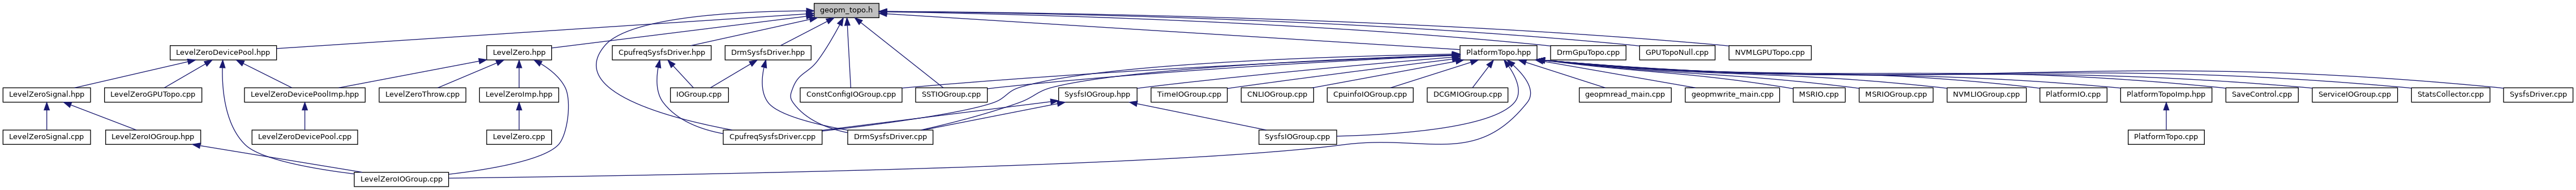 geopm_topo.h
LevelZeroDevicePool.hpp
LevelZero.hpp
CpufreqSysfsDriver.hpp
DrmSysfsDriver.hpp
PlatformTopo.hpp
DrmGpuTopo.cpp
GPUTopoNull.cpp
NVMLGPUTopo.cpp
LevelZeroSignal.hpp
LevelZeroGPUTopo.cpp
LevelZeroDevicePoolImp.hpp
LevelZeroThrow.cpp
LevelZeroImp.hpp
IOGroup.cpp
ConstConfigIOGroup.cpp
SSTIOGroup.cpp
SysfsIOGroup.hpp
TimeIOGroup.cpp
CNLIOGroup.cpp
CpuinfoIOGroup.cpp
DCGMIOGroup.cpp
geopmread_main.cpp
geopmwrite_main.cpp
MSRIO.cpp
MSRIOGroup.cpp
NVMLIOGroup.cpp
PlatformIO.cpp
PlatformTopoImp.hpp
SaveControl.cpp
ServiceIOGroup.cpp
StatsCollector.cpp
SysfsDriver.cpp
LevelZeroSignal.cpp
LevelZeroIOGroup.hpp
LevelZeroDevicePool.cpp
LevelZero.cpp
CpufreqSysfsDriver.cpp
DrmSysfsDriver.cpp
SysfsIOGroup.cpp
PlatformTopo.cpp
LevelZeroIOGroup.cpp